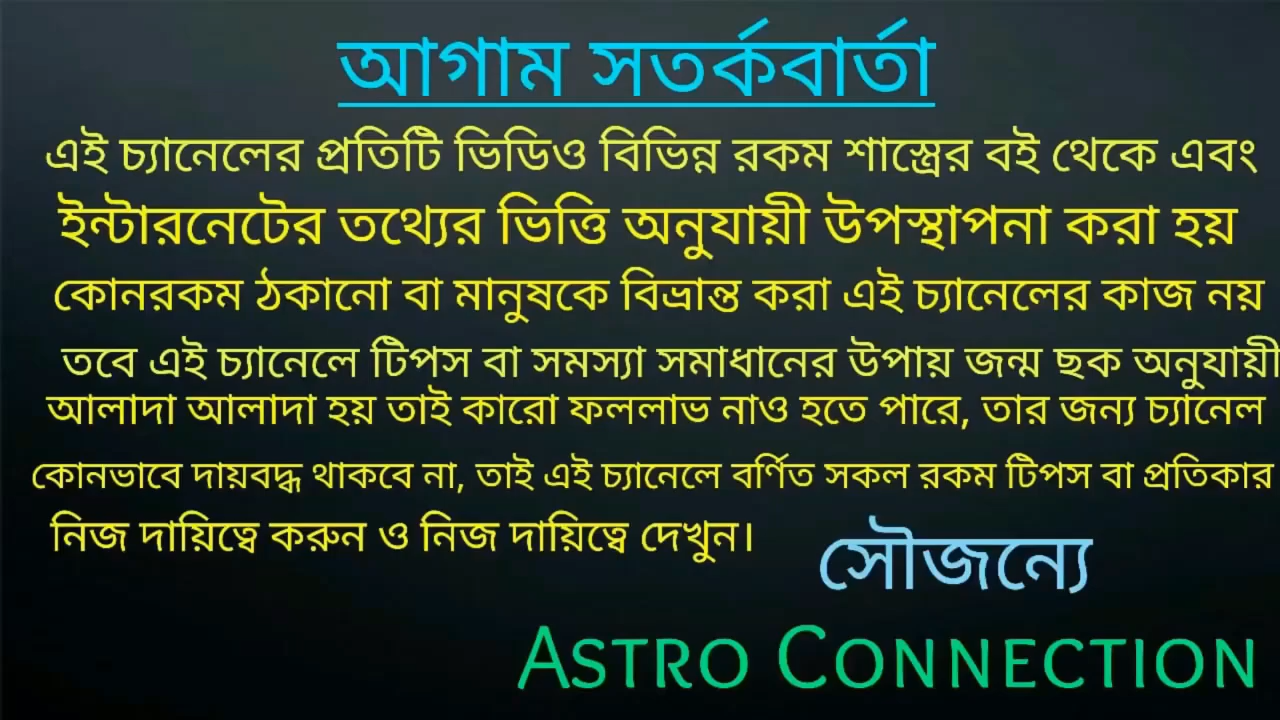 আগাম সতর্কবার্তা
এই চ্যানেলের প্রতিটি ভিডিও বিভিন্ন রকম শাস্ত্রের বই থেকে এবং
ইন্টারনেটের তথ্যের ভিত্তি অনুযায়ী উপস্থাপনা করা হয়
কোনরকম ঠকানো বা মানুষকে বিভ্রান্ত করা এই চ্যানেলের কাজ নয়
তবে এই চ্যানেলে টিপস বা সমস্যা সমাধানের উপায় জন্ম ছক অনুযায়ী
আলাদা আলাদা হয় তাই কারো ফললাভ নাও হতে পারে, তার জন্য চ্যানেল
কোনভাবে দায়বদ্ধ থাকবে না, তাই এই চ্যানেলে বর্ণিত সকল রকম টিপস বা প্রতিকার
নিজ দায়িত্বে করুন ও নিজ দায়িত্বে দেখুন।
সৌজন্যে
ASTRO CONNECTION